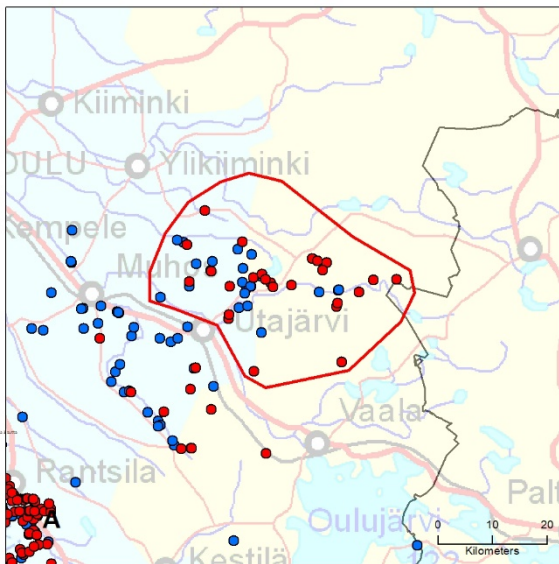 Kiiminki
OULU
Ylikiiminki
Kempele
Muhos
Utajärvi
Vaala
Rantsila
A
Palt
Oulujärvi
0 10 20
Kilometers
Kestilä